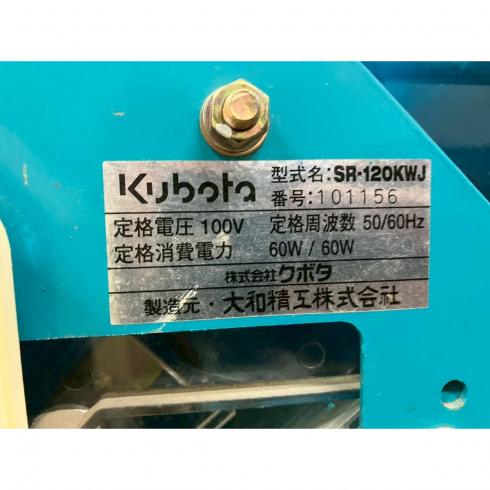 Kubota 型式名:SR-120KWJ
番号:101156
定格電圧 100V 定格周波数 50/60Hz
定格消費電力 60W / 60W
株式会社クボタ
製造元・大和精工株式会社